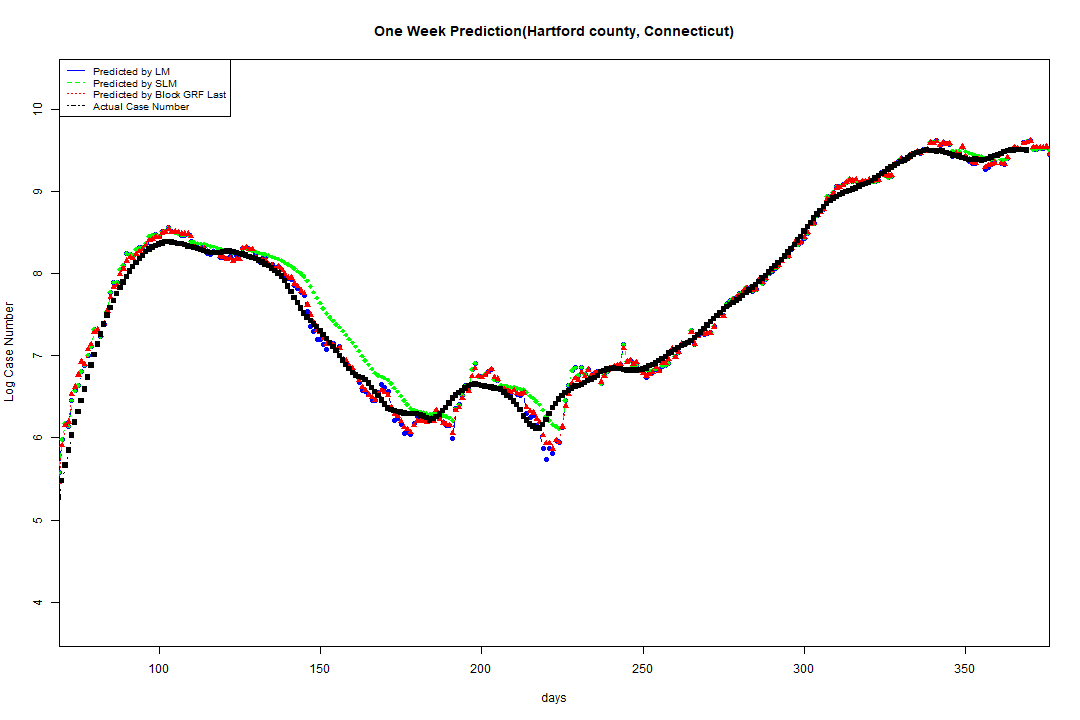 One Week Prediction(Hartford county, Connecticut)
Predicted by LM
Predicted by SLM
Predicted by Block GRF Last
Actual Case Number
10
9
8
7
6
5
4
Log Case Number
100 150 200 250 300 350
days